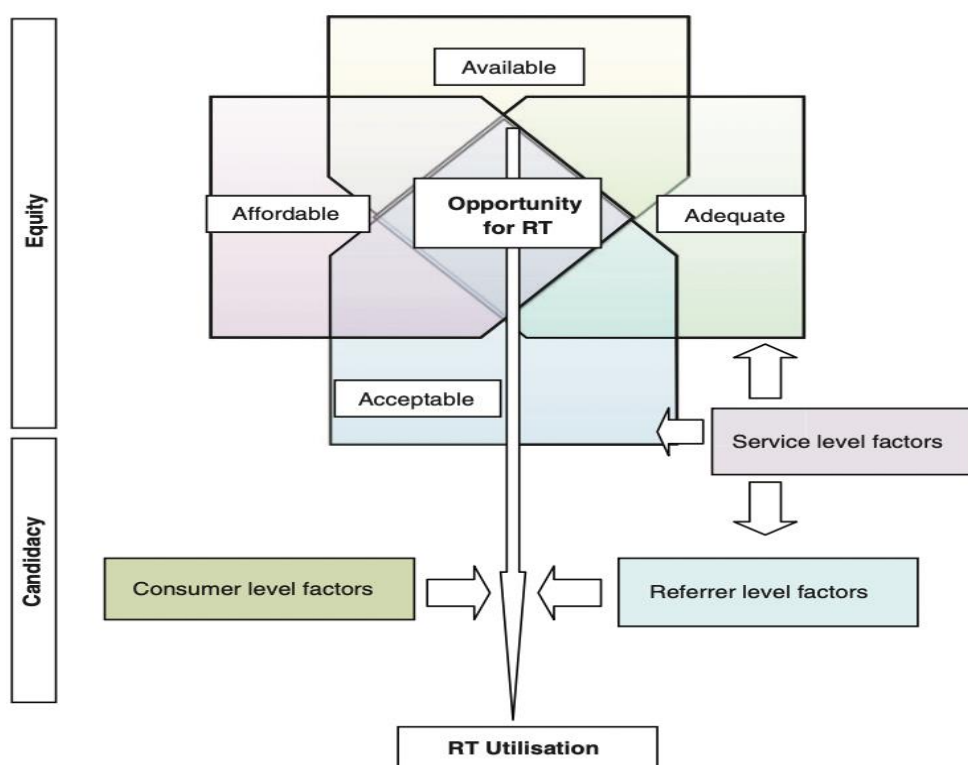 Available
Affordable
Opportunity
for RT
Adequate
Equity
Acceptable
Service level factors
Candidacy
Consumer level factors
Referrer level factors
RT Utilisation